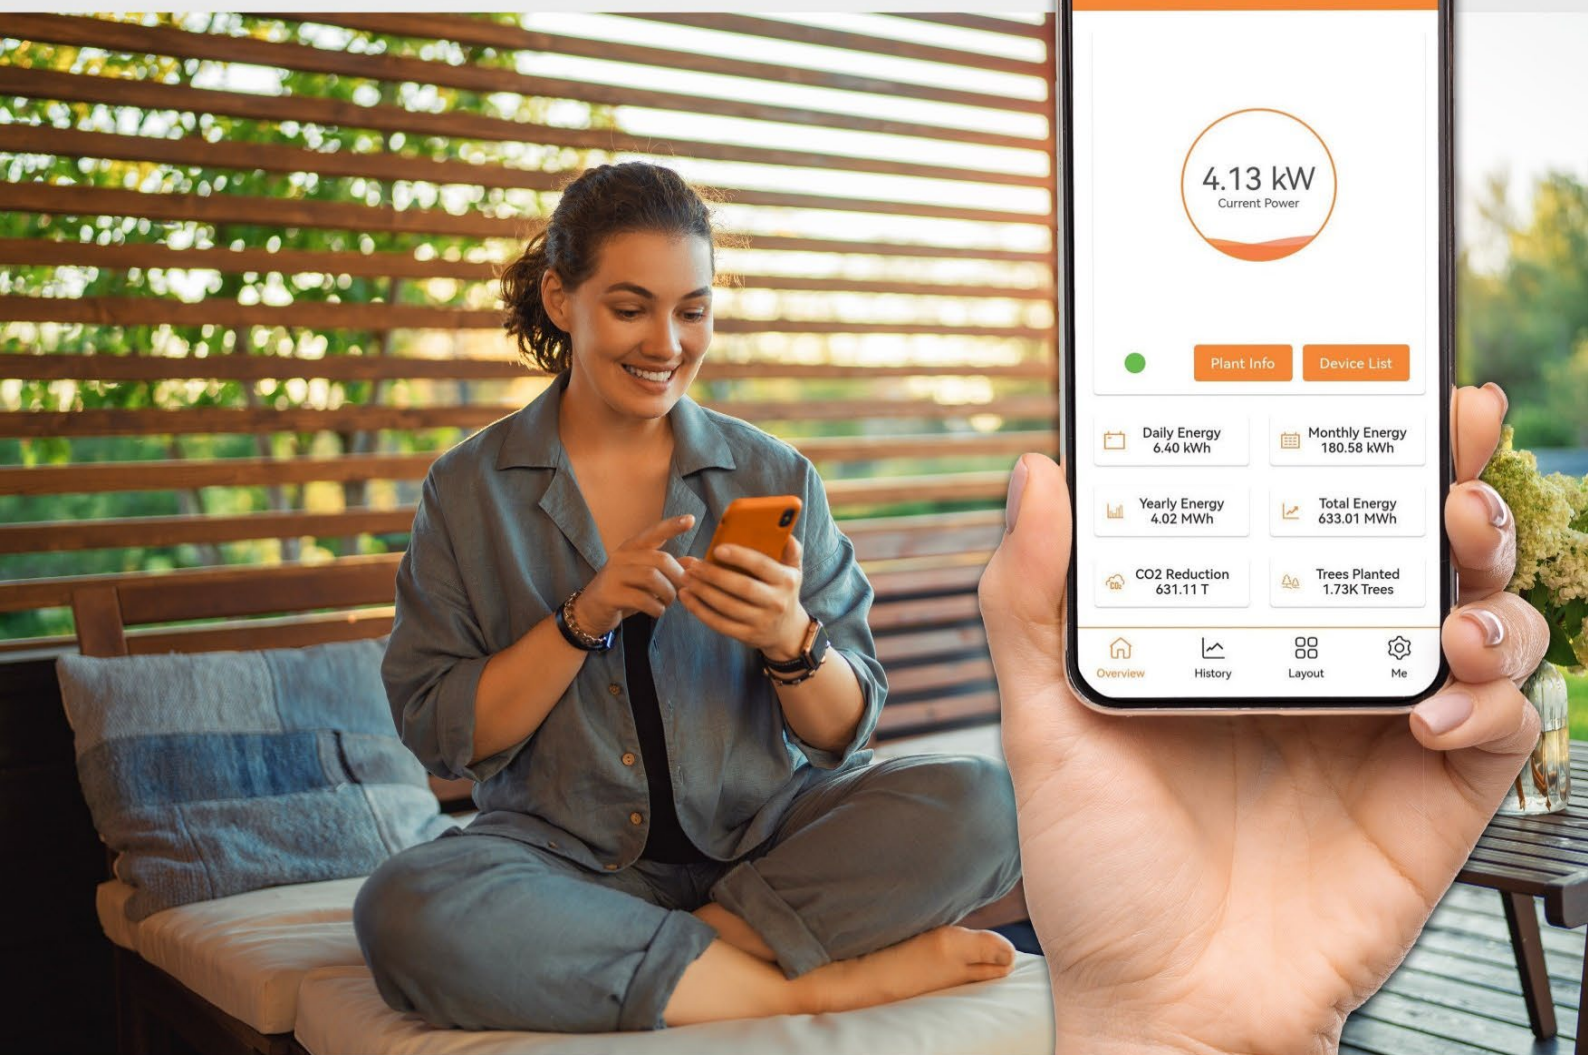 4.13 kW
Current Power
Plant Info
Device List
Daily Energy
6.40 kWh
Monthly Energy
180.58 kWh
Yearly Energy
4.02 MWh
Total Energy
633.01 MWh
CO2 Reduction
631.11 T
Trees Planted
1.73K Trees
Overview
History
Layout
Me